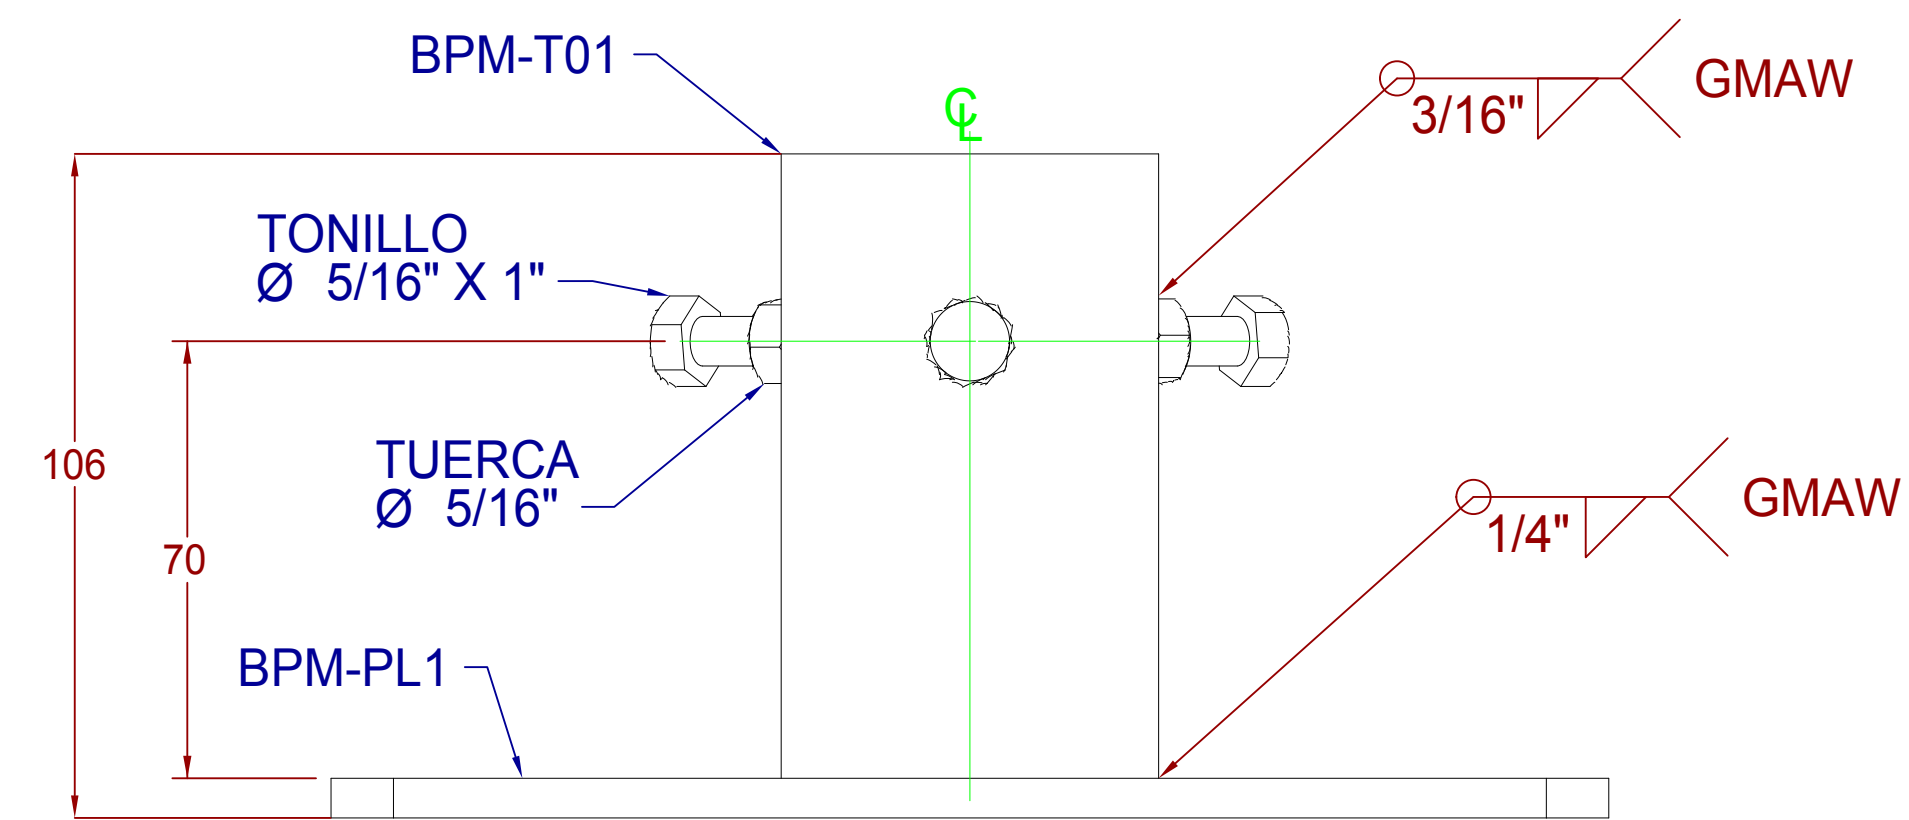 BPM-T01
℄
GMAW
3/16"
TONILLO
Ø 5/16" X 1"
106
TUERCA
Ø 5/16"
GMAW
1/4"
70
BPM-PL1